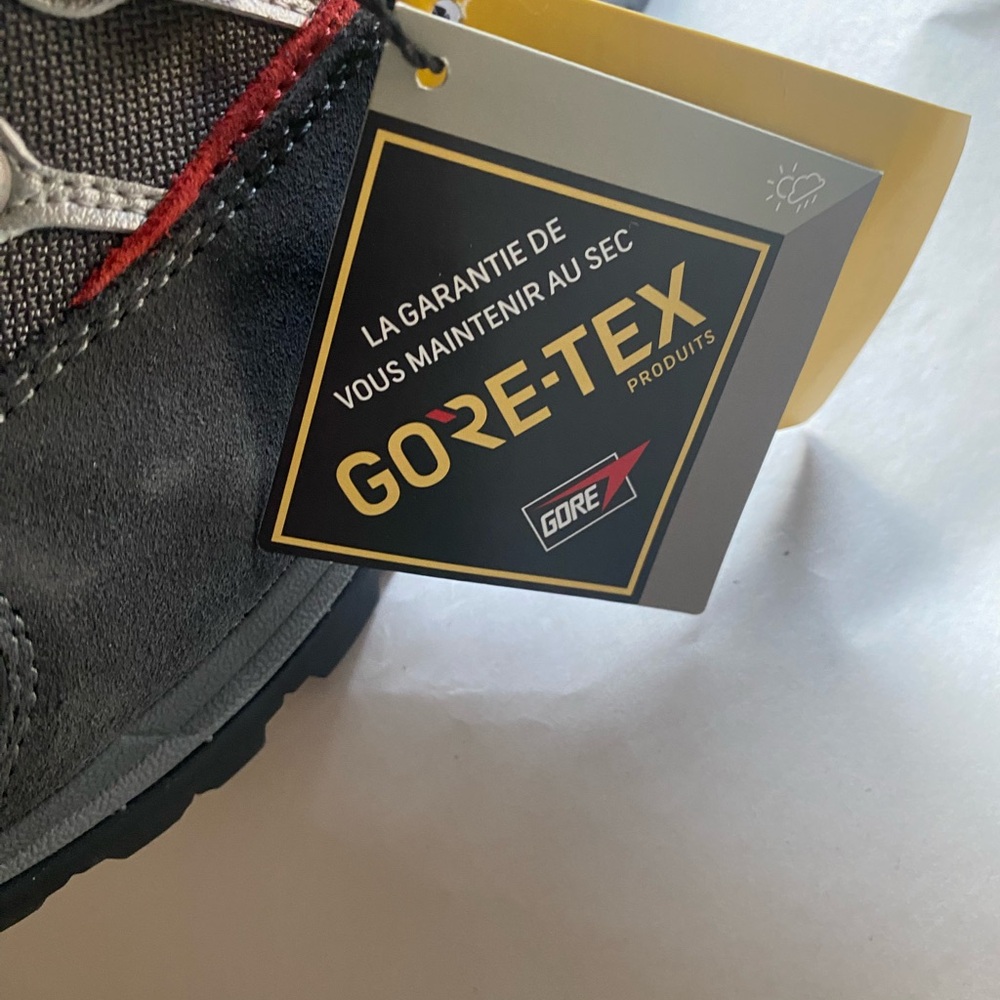 LA GARANTIE DE
VOUS MAINTENIR AU SEC
GORE-TEX
PRODUITS
GORE